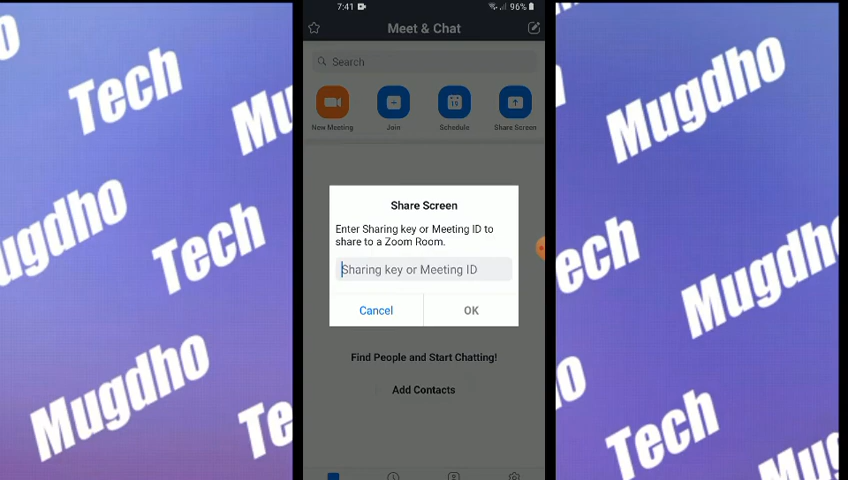 7:41
96%
Meet & Chat
Search
19
New Meeting
Join
Schedule
Share Screen
Share Screen
Enter Sharing key or Meeting ID to
share to a Zoom Room.
Sharing key or Meeting ID
Cancel
OK
Find People and Start Chatting!
Add Contacts
Tech
Mugdho
Tech
Mugdho
Mugdho
Mugdho
Tech